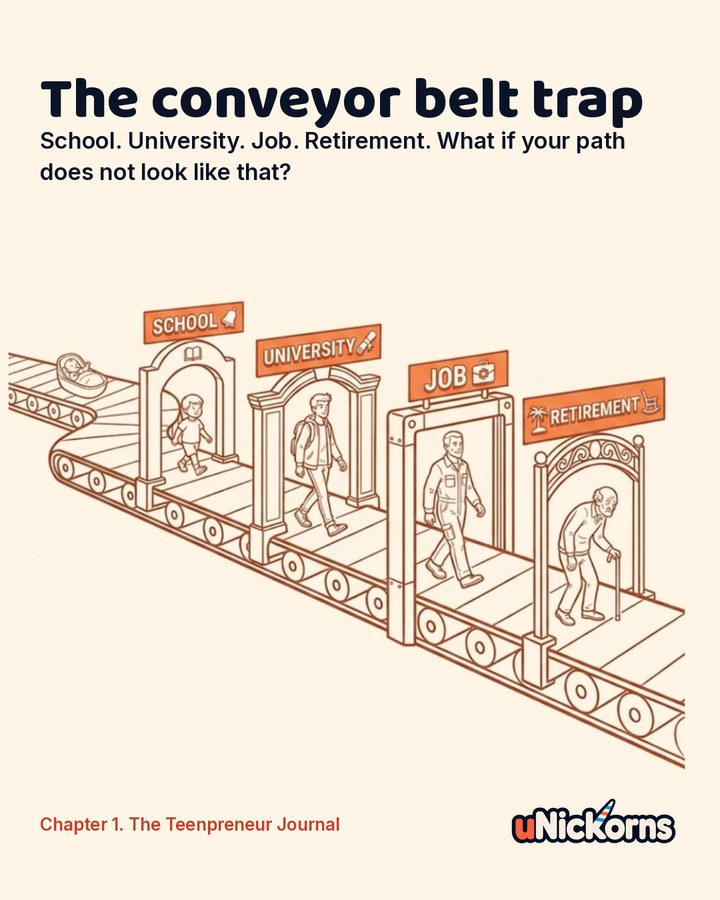 The conveyor belt trap
School. University. Job. Retirement. What if your path
does not look like that?
SCHOOL
UNIVERSITY
JOB
RETIREMENT
Chapter 1. The Teenpreneur Journal
uNickorns